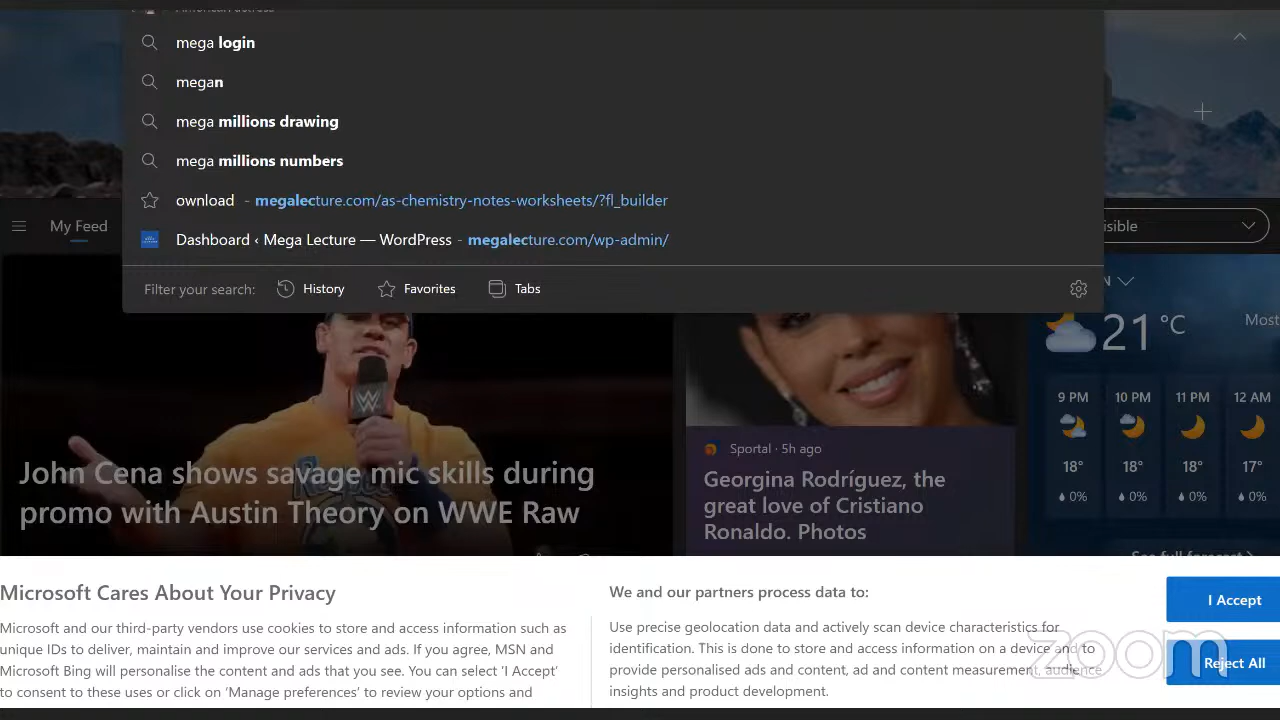 mega login
megan
mega millions drawing
mega millions numbers
ownload - megalecture.com/as-chemistry-notes-worksheets/?fl_builder
Dashboard ‹ Mega Lecture — WordPress - megalecture.com/wp-admin/
Filter your search: History Favorites Tabs
My Feed
isible
N
21 °C
Most
9 PM 10 PM 11 PM 12 AM
18° 18° 18° 17°
0% 0% 0% 0%
See full forecast
John Cena shows savage mic skills during
promo with Austin Theory on WWE Raw
Sportal · 5h ago
Georgina Rodríguez, the
great love of Cristiano
Ronaldo. Photos
Microsoft Cares About Your Privacy
Microsoft and our third-party vendors use cookies to store and access information such as
unique IDs to deliver, maintain and improve our services and ads. If you agree, MSN and
Microsoft Bing will personalise the content and ads that you see. You can select ‘I Accept’
to consent to these uses or click on ‘Manage preferences’ to review your options and
We and our partners process data to:
Use precise geolocation data and actively scan device characteristics for
identification. This is done to store and access information on a device and to
provide personalised ads and content, ad and content measurement, audience
insights and product development.
I Accept
Reject All
zoom